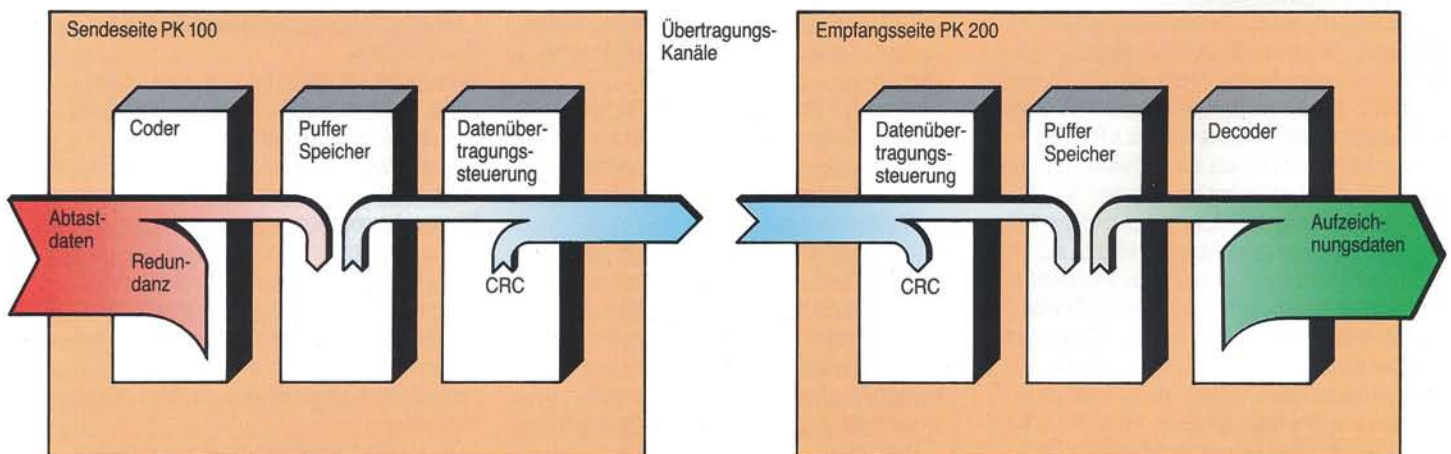 Sendeseite PK 100
Coder
Puffer
Speicher
Datenüber-
tragungs-
steuerung
Abtast-
daten
Redun-
danz
CRC
Übertragungs-
Kanäle
Empfangsseite PK 200
Datenüber-
tragungs-
steuerung
Puffer
Speicher
Decoder
CRC
Aufzeich-
nungsdaten